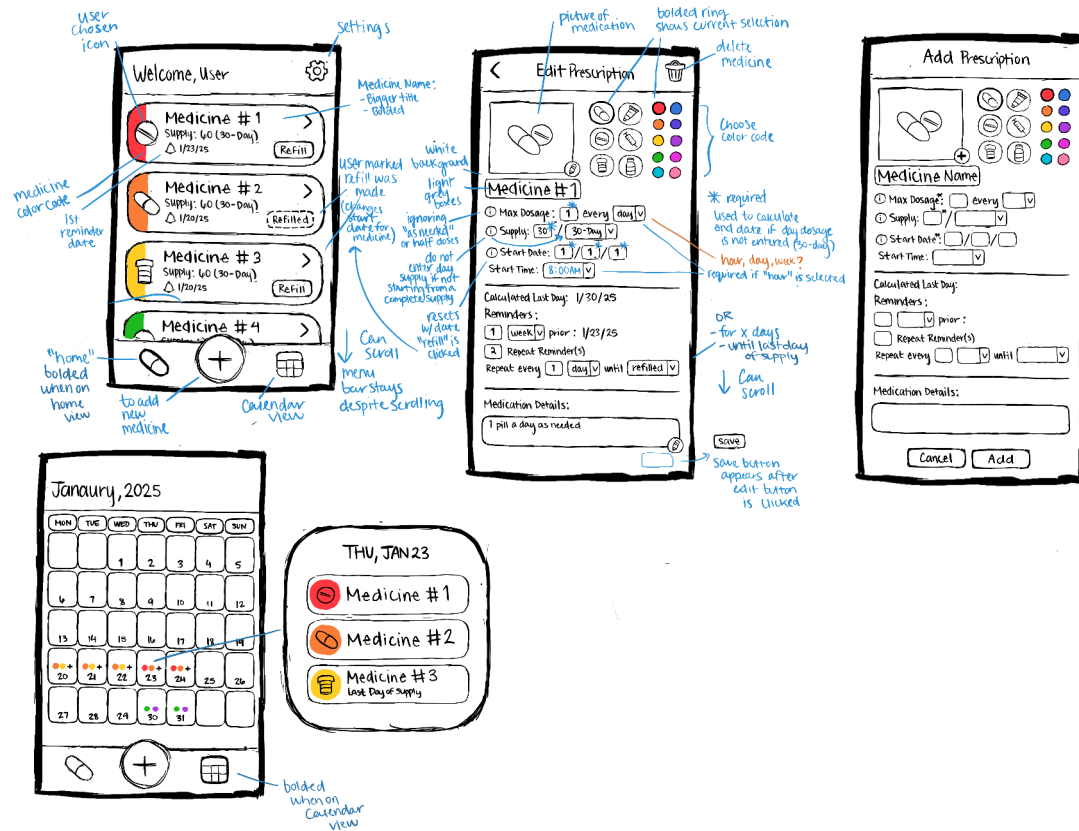 user
chosen
icon
settings
Welcome, User
Medicine Name:
- Bigger title
- Bolded
Medicine #1
Supply: 60 (30-Day)
1/23/25
Refill
medicine
color code
1st
reminder
date
Medicine #2
Supply: 60 (30-Day)
1/20/25
Refilled
user marked
refill was
made
(changes
start
date for
medicine)
Medicine #3
Supply: 60 (30-Day)
1/20/25
Refill
Medicine #4
"home"
bolded
when on
home
view
to add
new
medicine
+
Calendar
view
Can
scroll
menu
bar stays
despite scrolling
picture of
medication
bolded ring
shows current selection
delete
medicine
Edit Prescription
choose
color code
white
background
light
grey
boxes
Medicine #1
Max Dosage: 1* every day
Supply: 30* / 30-Day
Start Date: 1* / 1* / 1*
Start Time: 8:00AM
ignoring
"as needed"
or half doses
do not
enter day
supply if not
starting from a
complete supply
resets
w/ date
"refill" is
clicked
* required
Used to calculate
end date if day dosage
is not entered (30-day)
hour, day, week?
required if "hour" is selected
Calculated Last Day: 1/30/25
Reminders:
1 week prior: 1/23/25
2 Repeat Reminder(s)
Repeat every 1 day until refilled
OR
- for x days
- until last day
of supply
Can
scroll
Medication Details:
1 pill a day as needed
save
save button
appears after
edit button
is clicked
Add Prescription
+
Medicine Name
Max Dosage:* every
Supply: * /
Start Date:* / /
Start Time:
Calculated Last Day:
Reminders:
prior:
Repeat Reminder(s)
Repeat every until
Medication Details:
Cancel Add
Janaury, 2025
MON TUE WED THU FRI SAT SUN
1 2 3 4 5
6 7 8 9 10 11 12
13 14 15 16 17 18 19
+ + + + +
20 21 22 23 24 25 26
27 28 29 30 31
+
bolded
when on
Calendar
view
THU, JAN 23
Medicine #1
Medicine #2
Medicine #3
Last Day of Supply